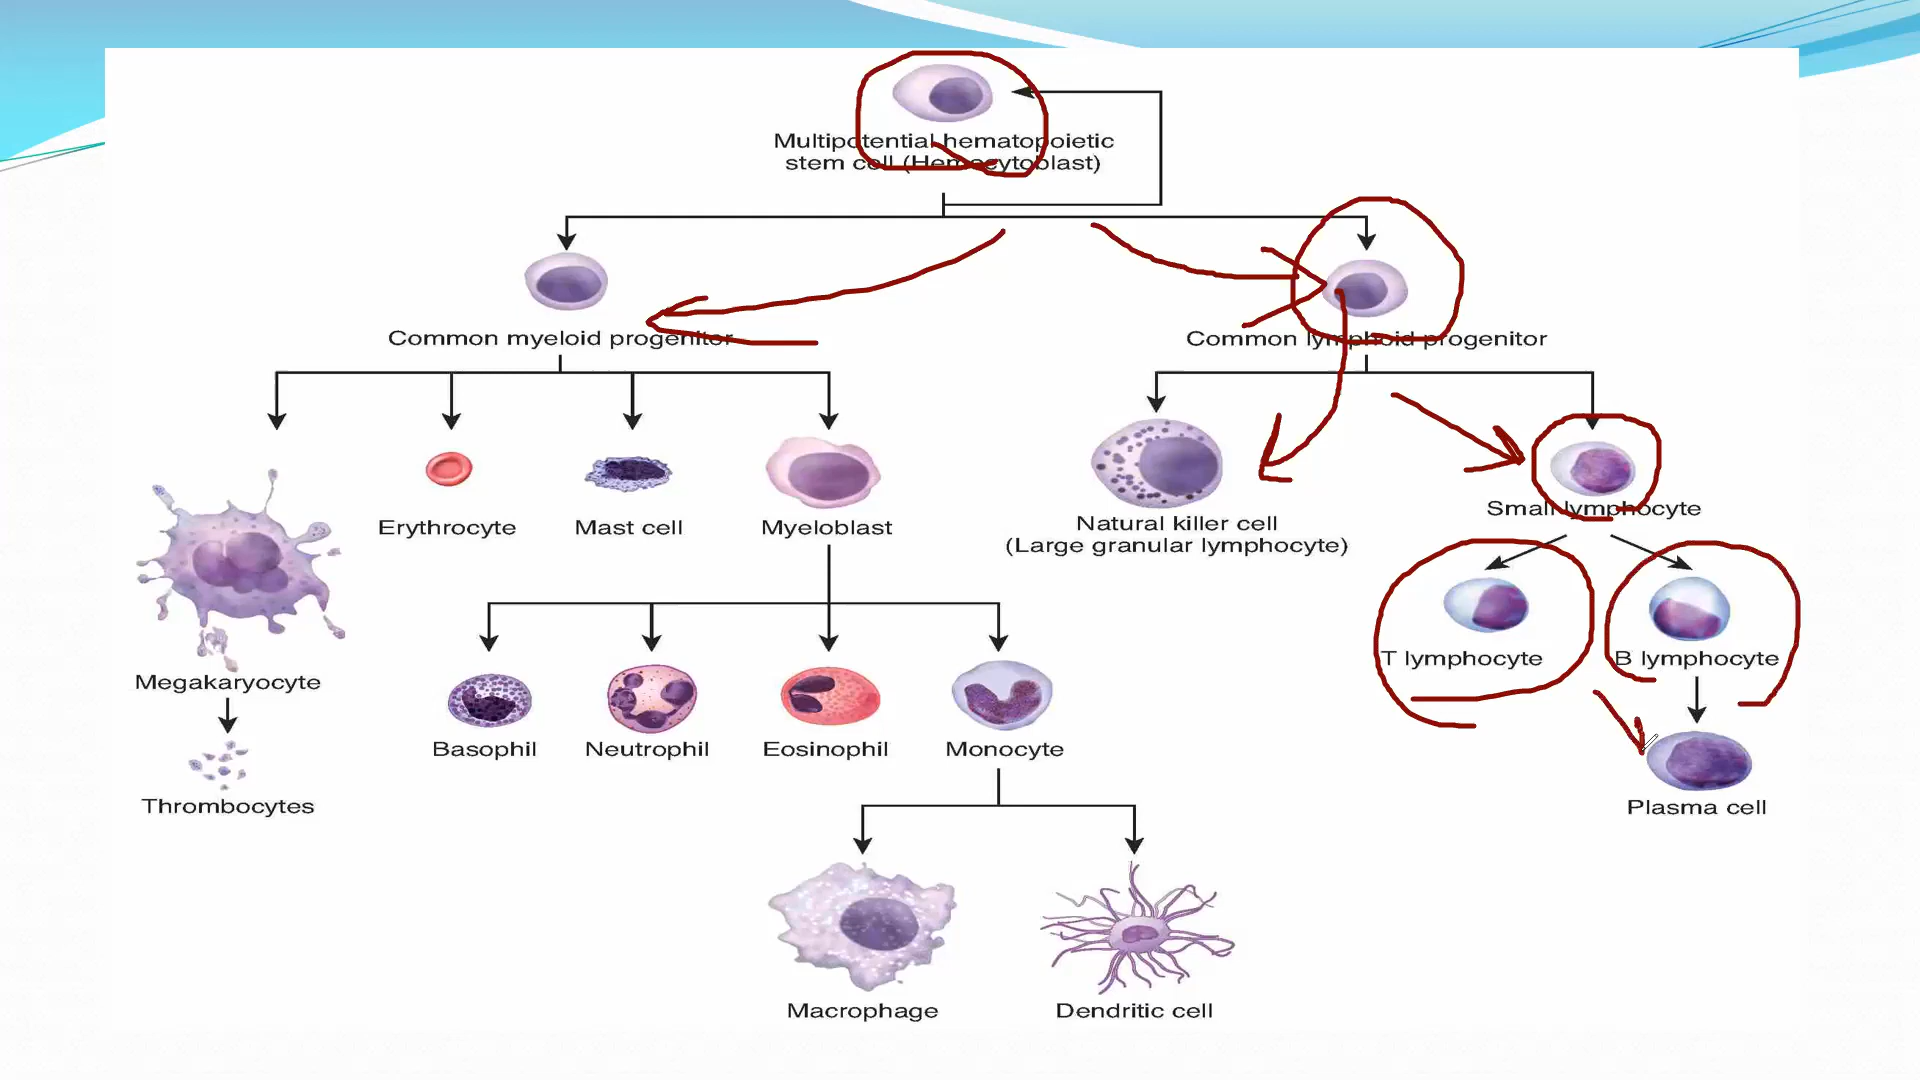 Multipotential hematopoietic
stem cell (Hemocytoblast)
Common myeloid progenitor
Common lymphoid progenitor
Erythrocyte
Mast cell
Myeloblast
Natural killer cell
(Large granular lymphocyte)
Small lymphocyte
T lymphocyte
B lymphocyte
Megakaryocyte
Basophil
Neutrophil
Eosinophil
Monocyte
Thrombocytes
Plasma cell
Macrophage
Dendritic cell